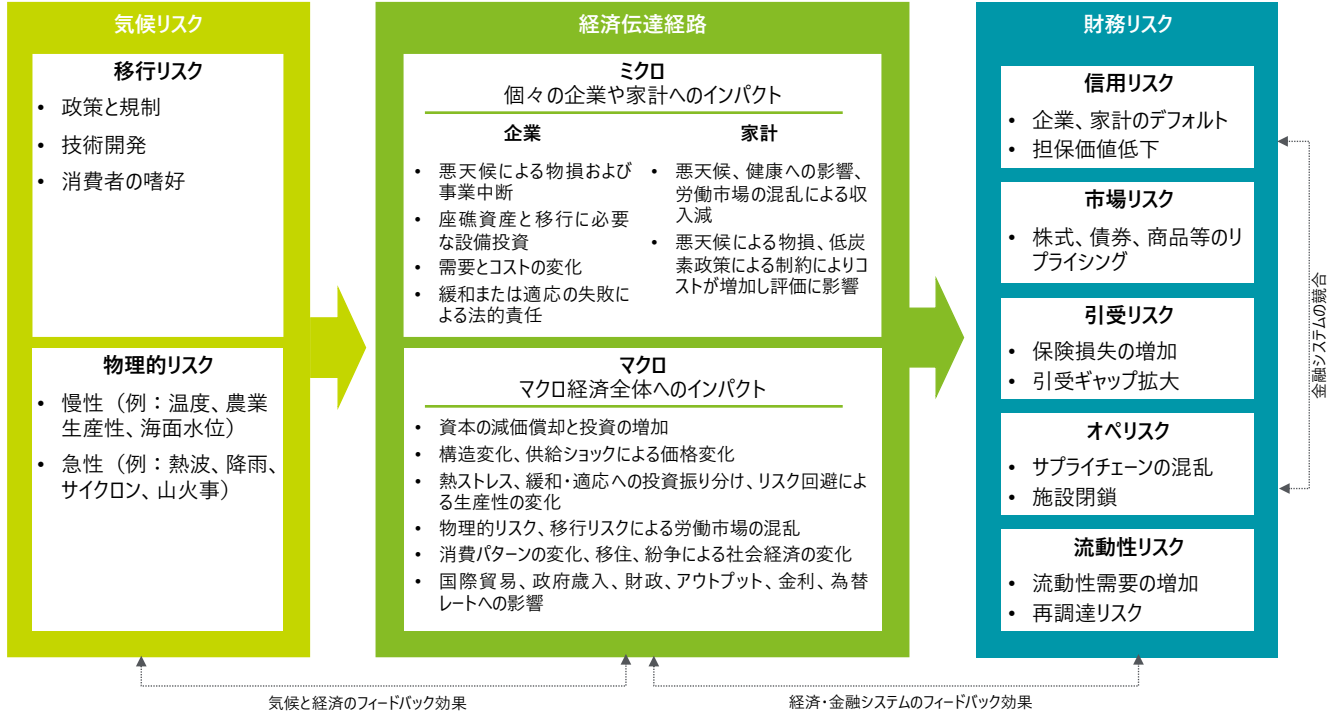 気候リスク
移行リスク
• 政策と規制
• 技術開発
• 消費者の嗜好
物理的リスク
• 慢性（例：温度、農業
生産性、海面水位）
• 急性（例：熱波、降雨、
サイクロン、山火事）
経済伝達経路
ミクロ
個々の企業や家計へのインパクト
企業
• 悪天候による物損および
事業中断
• 座礁資産と移行に必要
な設備投資
• 需要とコストの変化
• 緩和または適応の失敗に
よる法的責任
家計
• 悪天候、健康への影響、
労働市場の混乱による収
入減
• 悪天候による物損、低炭
素政策による制約によりコ
ストが増加し評価に影響
マクロ
マクロ経済全体へのインパクト
• 資本の減価償却と投資の増加
• 構造変化、供給ショックによる価格変化
• 熱ストレス、緩和・適応への投資振り分け、リスク回避によ
る生産性の変化
• 物理的リスク、移行リスクによる労働市場の混乱
• 消費パターンの変化、移住、紛争による社会経済の変化
• 国際貿易、政府歳入、財政、アウトプット、金利、為替
レートへの影響
財務リスク
信用リスク
• 企業、家計のデフォルト
• 担保価値低下
市場リスク
• 株式、債券、商品等のリ
プライシング
引受リスク
• 保険損失の増加
• 引受ギャップ拡大
オペリスク
• サプライチェーンの混乱
• 施設閉鎖
流動性リスク
• 流動性需要の増加
• 再調達リスク
金融システムの競合
気候と経済のフィードバック効果
経済・金融システムのフィードバック効果